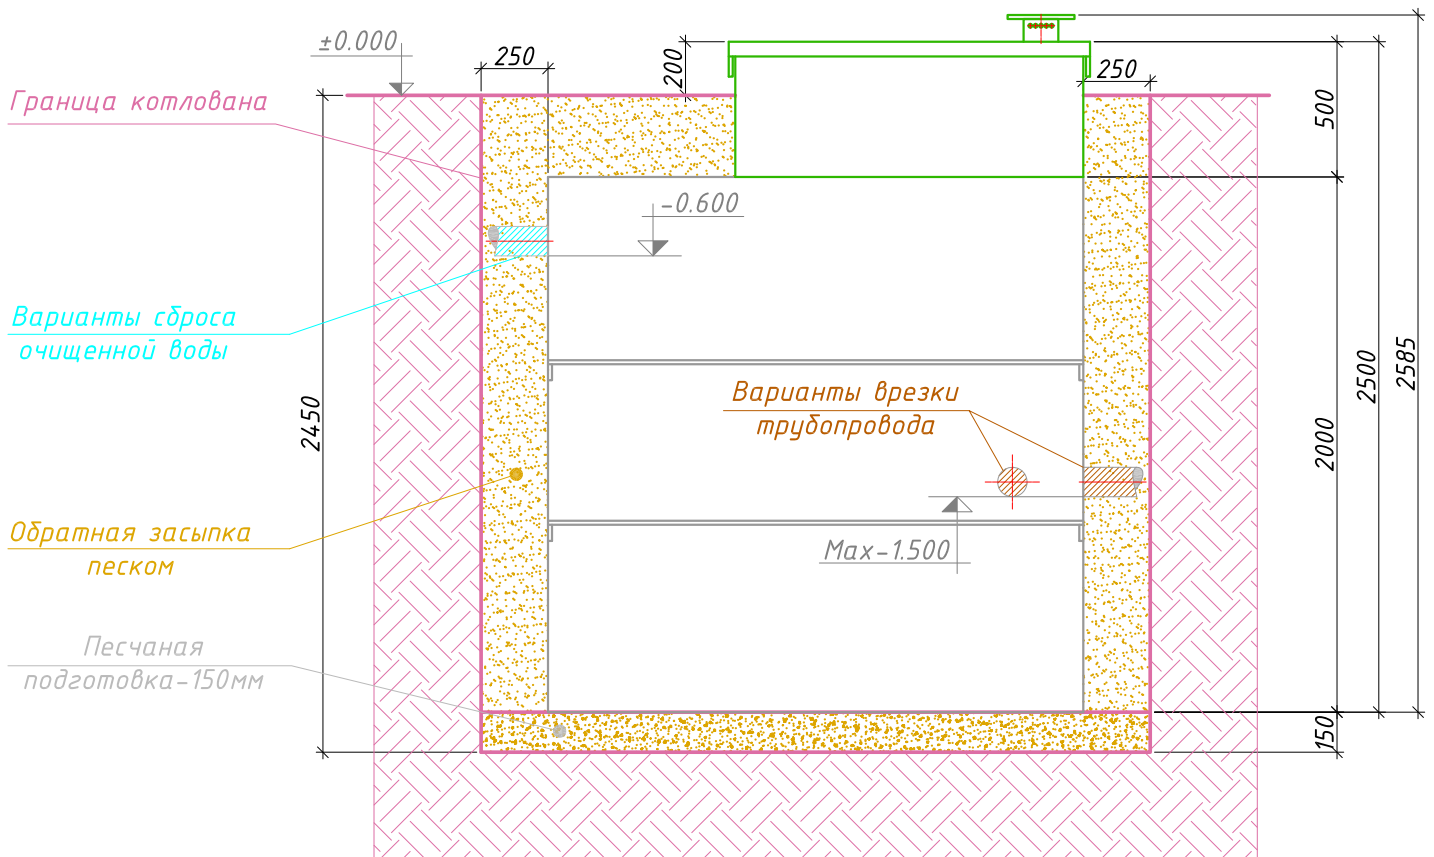 ±0.000
250
200
250
Граница котлована
500
-0.600
Варианты сброса
очищенной воды
2585
2500
2450
Варианты врезки
трубопровода
2000
Обратная засыпка
песком
Max-1.500
Песчаная
подготовка-150мм
150